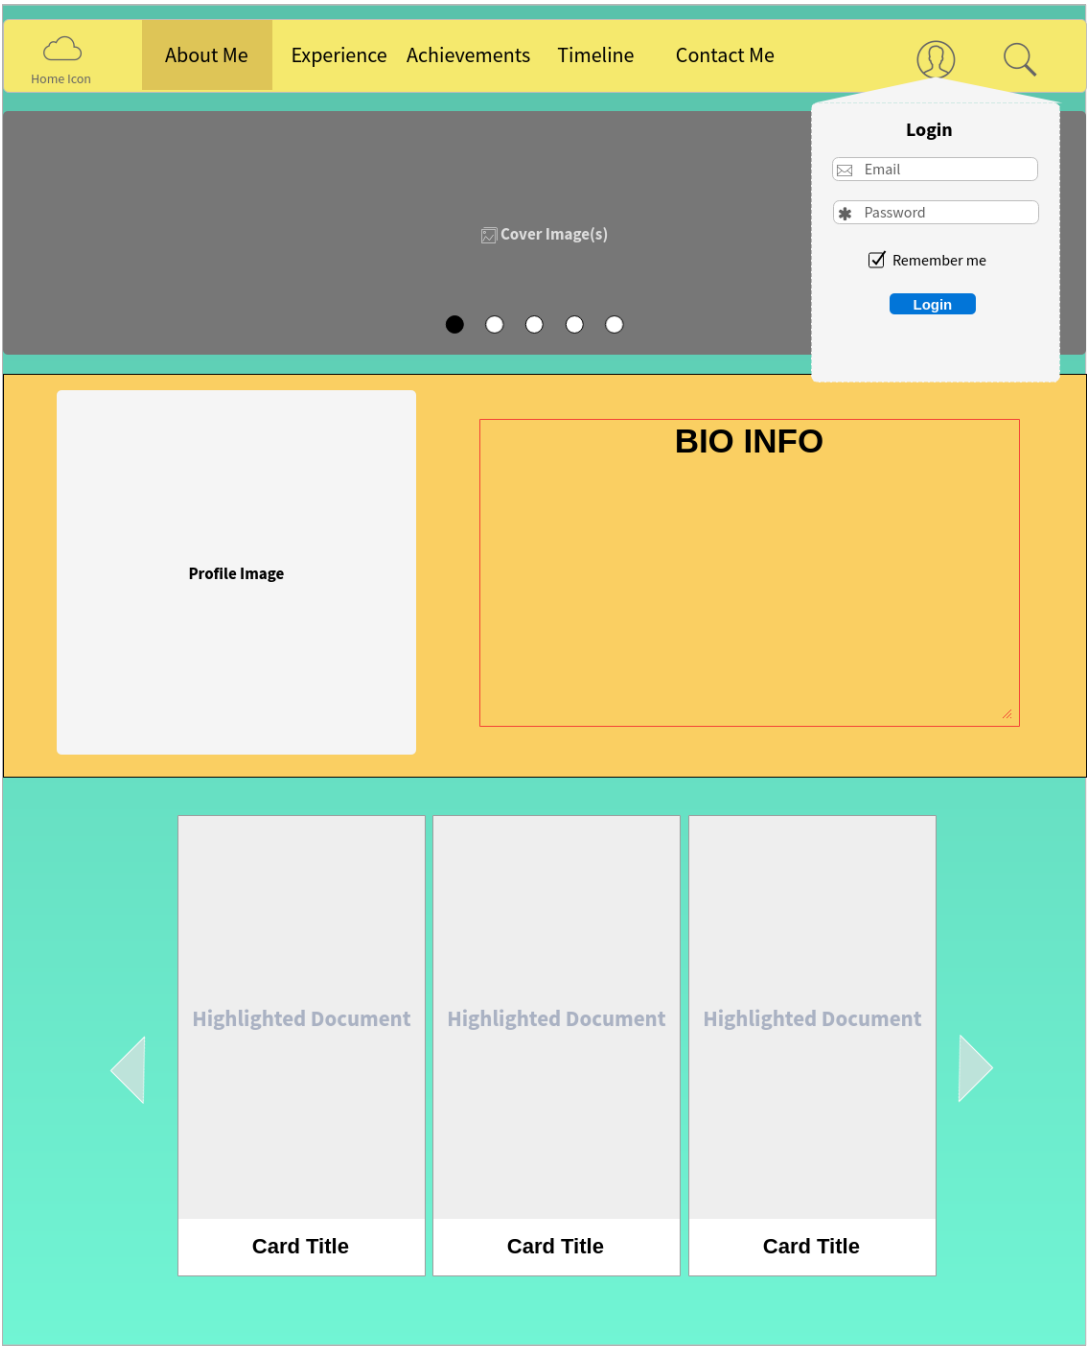 Home Icon
About Me
Experience
Achievements
Timeline
Contact Me
Login
Email
Password
Remember me
Login
Cover Image(s)
Profile Image
BIO INFO
Highlighted Document
Highlighted Document
Highlighted Document
Card Title
Card Title
Card Title